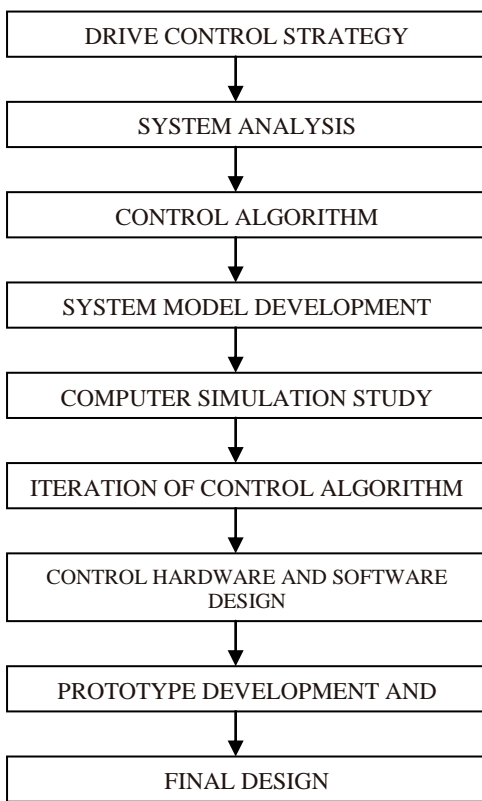 DRIVE CONTROL STRATEGY
SYSTEM ANALYSIS
CONTROL ALGORITHM
SYSTEM MODEL DEVELOPMENT
COMPUTER SIMULATION STUDY
ITERATION OF CONTROL ALGORITHM
CONTROL HARDWARE AND SOFTWARE
DESIGN
PROTOTYPE DEVELOPMENT AND
FINAL DESIGN